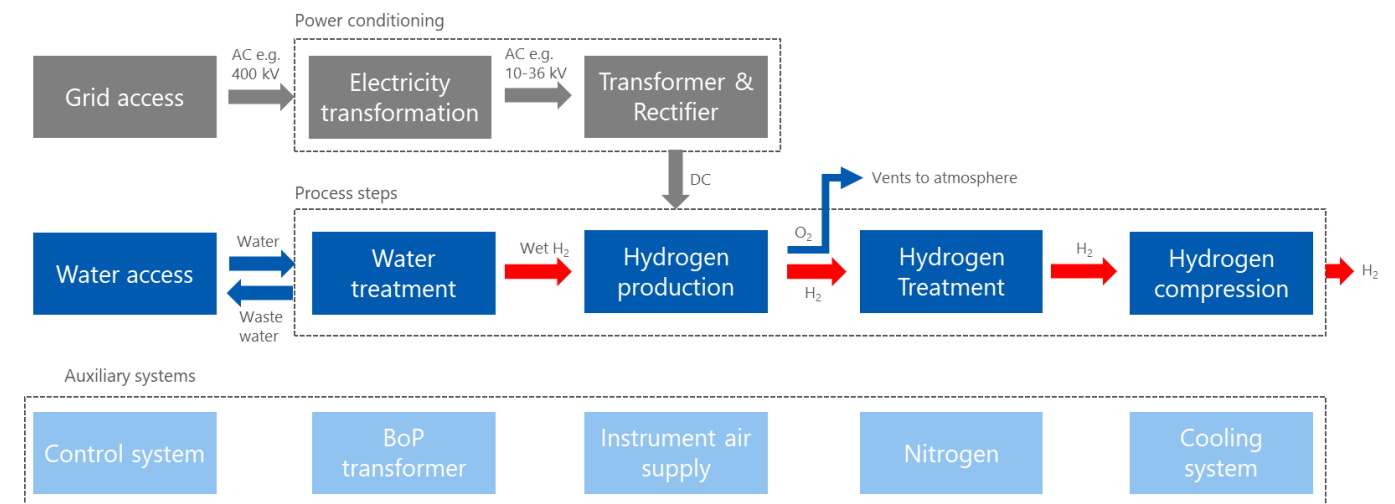 Power conditioning
Grid access
AC e.g.
400 kV
Electricity
transformation
AC e.g.
10-36 kV
Transformer &
Rectifier
DC
Vents to atmosphere
Process steps
Water access
Water
Waste
water
Water
treatment
Wet H₂
Hydrogen
production
O₂
H₂
Hydrogen
Treatment
H₂
Hydrogen
compression
H₂
Auxiliary systems
Control system
BoP
transformer
Instrument air
supply
Nitrogen
Cooling
system